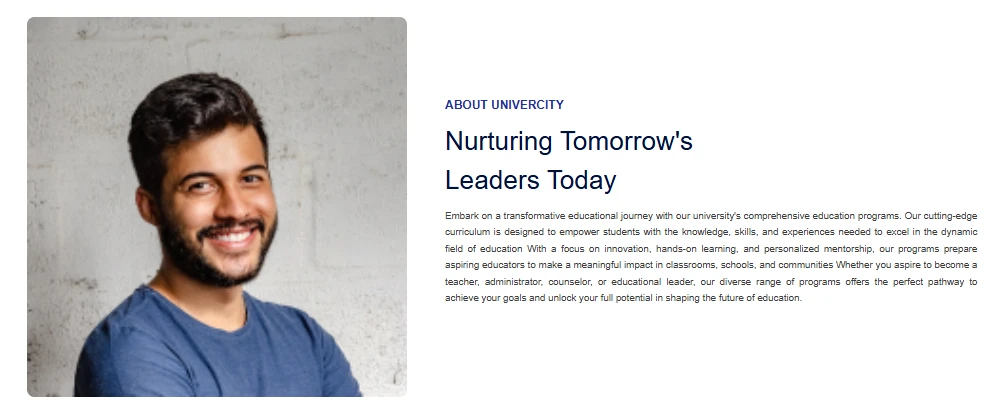 ABOUT UNIVERCITY
Nurturing Tomorrow's
Leaders Today
Embark on a transformative educational journey with our university's comprehensive education programs. Our cutting-edge
curriculum is designed to empower students with the knowledge, skills, and experiences needed to excel in the dynamic
field of education With a focus on innovation, hands-on learning, and personalized mentorship, our programs prepare
aspiring educators to make a meaningful impact in classrooms, schools, and communities Whether you aspire to become a
teacher, administrator, counselor, or educational leader, our diverse range of programs offers the perfect pathway to
achieve your goals and unlock your full potential in shaping the future of education.